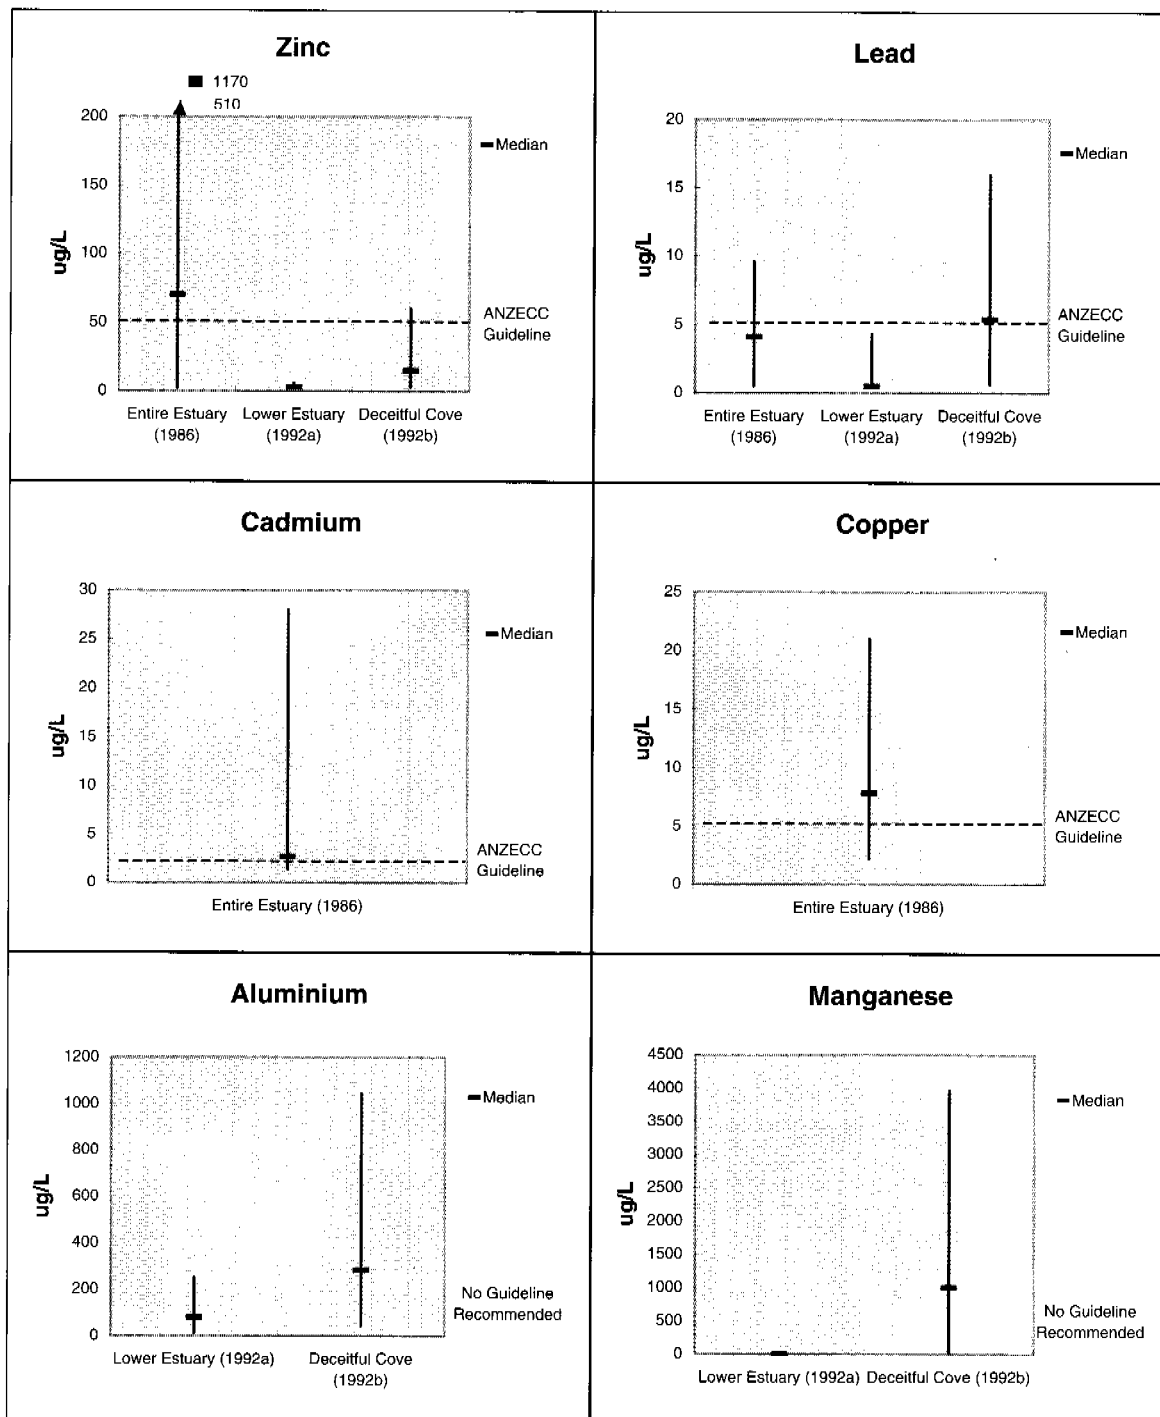 Zinc
1170
510
200
150
100
50
0
ug/L
Median
ANZECC
Guideline
Entire Estuary
(1986)
Lower Estuary
(1992a)
Deceitful Cove
(1992b)
Lead
20
15
10
5
0
ug/L
Median
ANZECC
Guideline
Entire Estuary
(1986)
Lower Estuary
(1992a)
Deceitful Cove
(1992b)
Cadmium
30
25
20
15
10
5
0
ug/L
Median
ANZECC
Guideline
Entire Estuary (1986)
Copper
25
20
15
10
5
0
ug/L
Median
ANZECC
Guideline
Entire Estuary (1986)
Aluminium
1200
1000
800
600
400
200
0
ug/L
Median
No Guideline
Recommended
Lower Estuary (1992a)
Deceitful Cove
(1992b)
Manganese
4500
4000
3500
3000
2500
2000
1500
1000
500
0
ug/L
Median
No Guideline
Recommended
Lower Estuary (1992a)
Deceitful Cove (1992b)